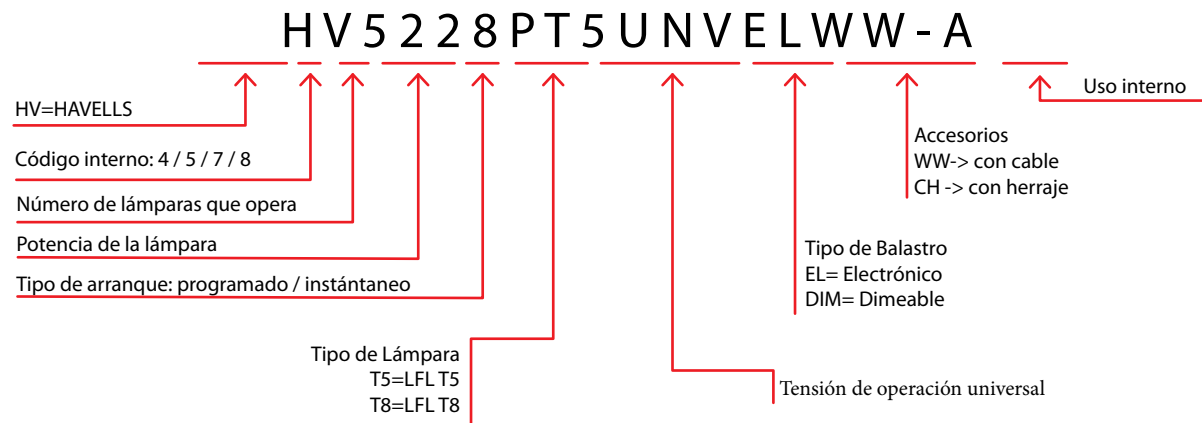 HV5228PT5UNVELWW-A
Uso interno
HV=HAVELLS
Accesorios
WW-> con cable
CH -> con herraje
Código interno: 4 / 5 / 7 / 8
Número de lámparas que opera
Potencia de la lámpara
Tipo de Balastro
EL= Electrónico
DIM= Dimeable
Tipo de arranque: programado / instántaneo
Tipo de Lámpara
T5=LFL T5
T8=LFL T8
Tensión de operación universal